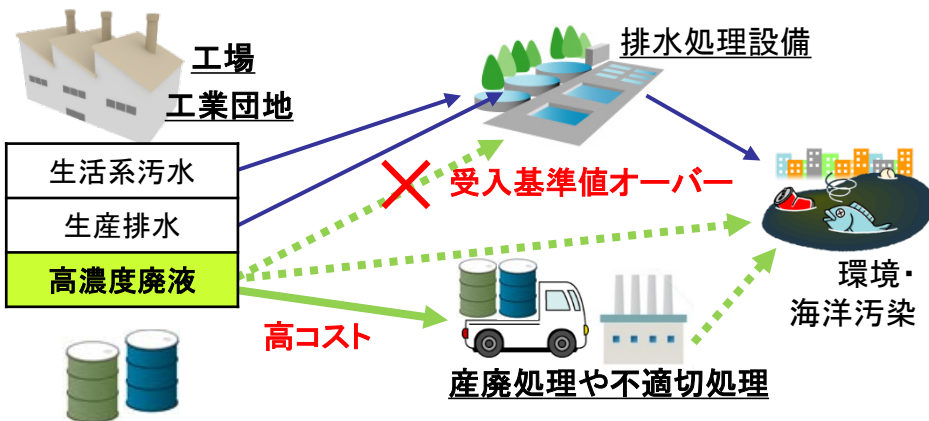 工場
工業団地
排水処理設備
生活系汚水
生産排水
高濃度廃液
受入基準値オーバー
高コスト
環境・
海洋汚染
産廃処理や不適切処理